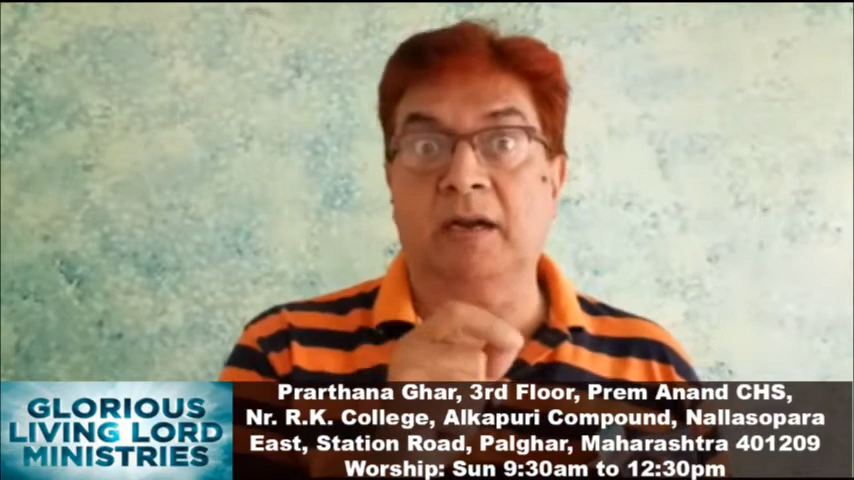 GLORIOUS
LIVING LORD
MINISTRIES
Prarthana Ghar, 3rd Floor, Prem Anand CHS,
Nr. R.K. College, Alkapuri Compound, Nallasopara
East, Station Road, Palghar, Maharashtra 401209
Worship: Sun 9:30am to 12:30pm